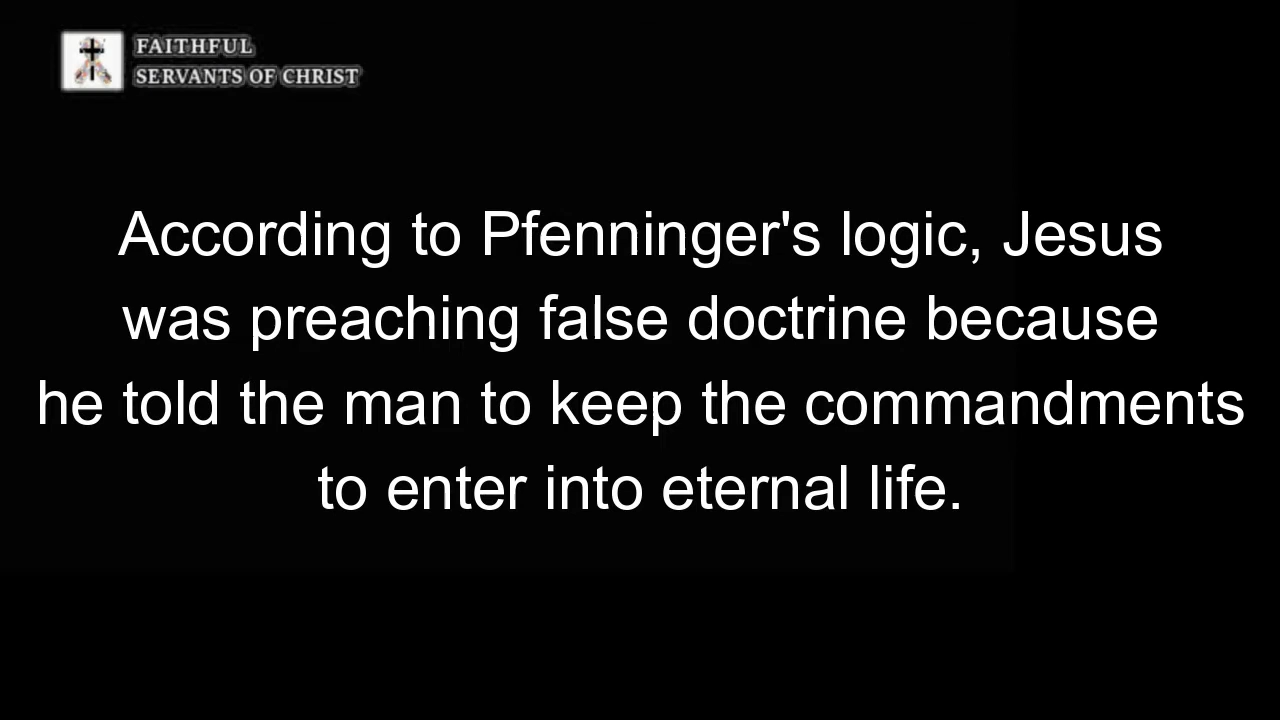 FAITHFUL
SERVANTS OF CHRIST
According to Pfenninger's logic, Jesus
was preaching false doctrine because
he told the man to keep the commandments
to enter into eternal life.